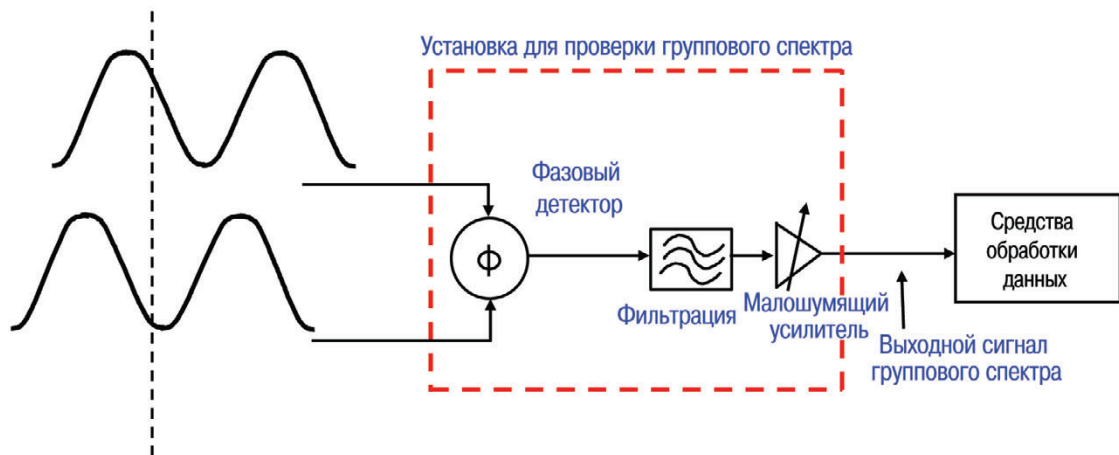 Установка для проверки группового спектра
Фазовый
детектор
Ф
Фильтрация
Малошумящий
усилитель
Выходной сигнал
группового спектра
Средства
обработки
данных